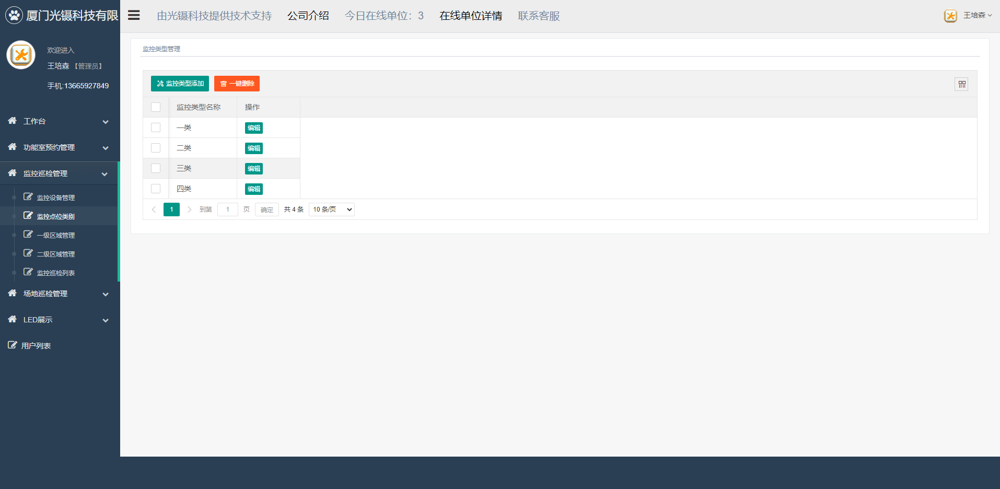 厦门光镊科技有限
由光镊科技提供技术支持 公司介绍 今日在线单位：3 在线单位详情 联系客服
王培森
欢迎进入
王培森 【管理员】
手机:13665927849
工作台
功能室预约管理
监控巡检管理
监控设备管理
监控点位类别
一级区域管理
二级区域管理
监控巡检列表
场地巡检管理
LED展示
用户列表
监控类型管理
监控类型添加 一键删除
监控类型名称 操作
一类 编辑
二类 编辑
三类 编辑
四类 编辑
1 到第 1 页 确定 共 4 条 10 条/页